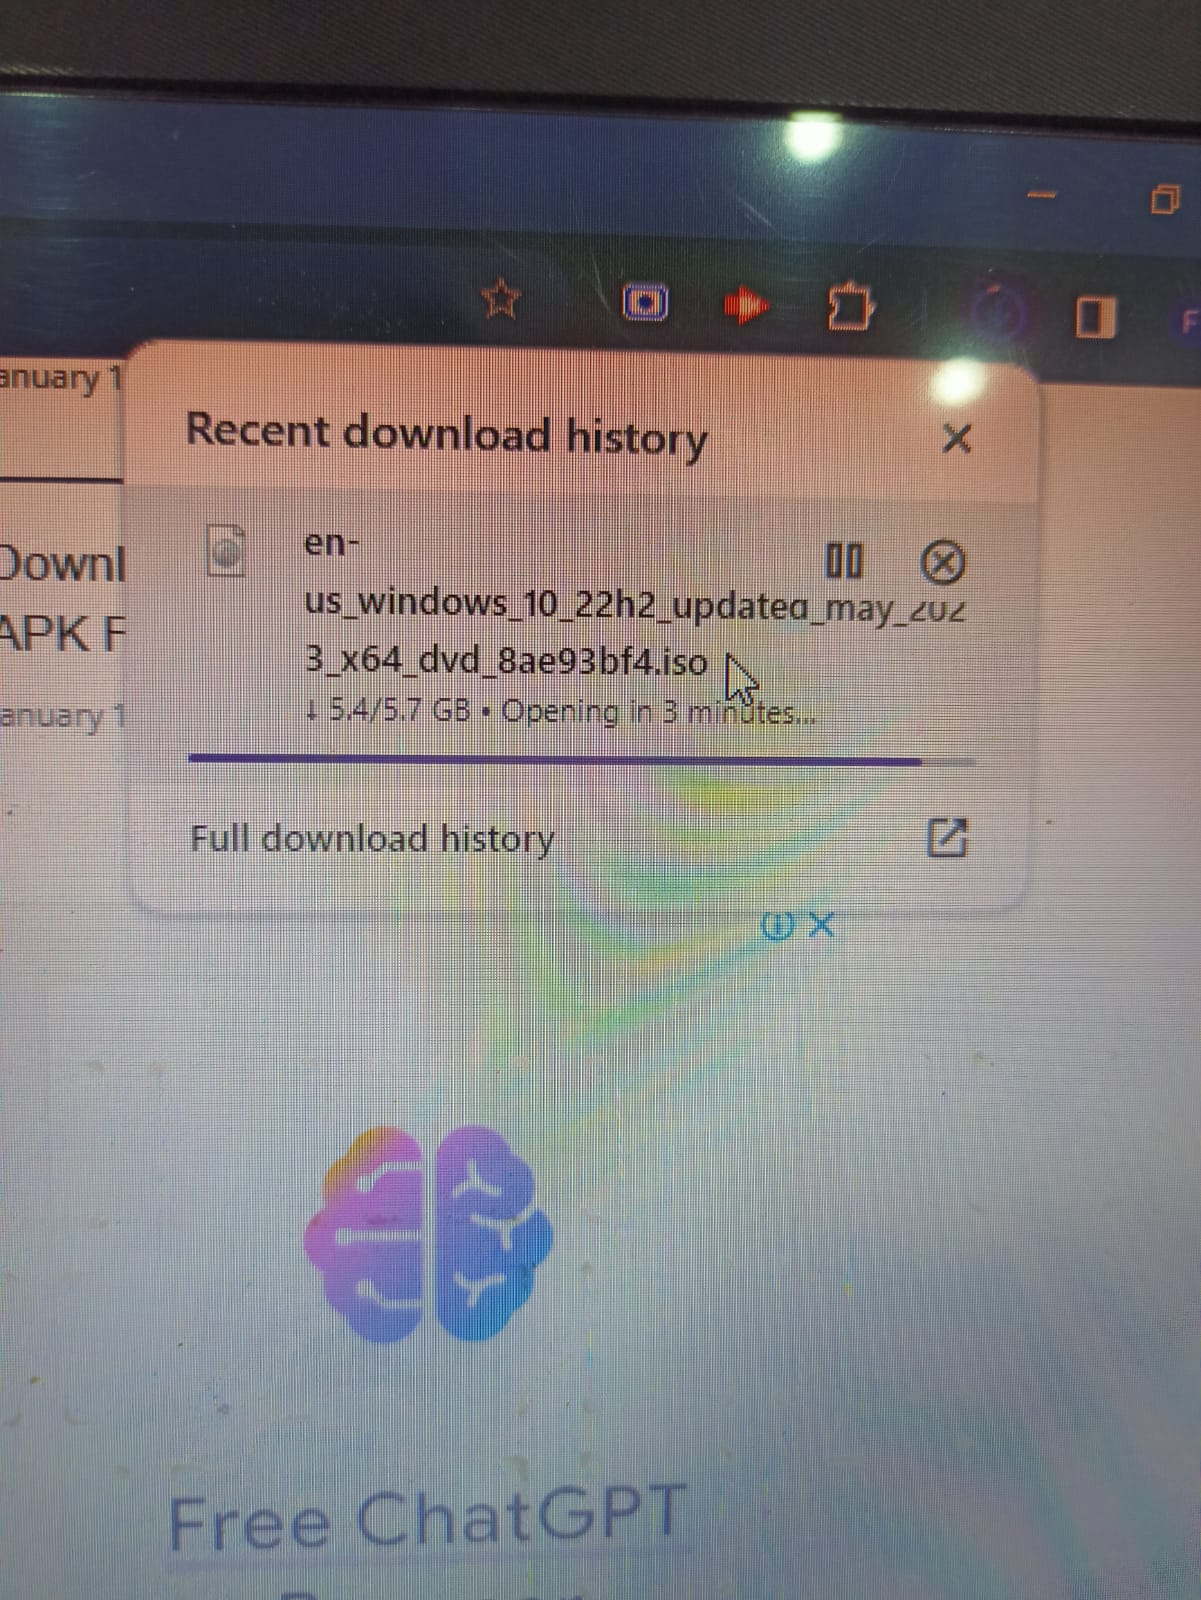 anuary 1
Recent download history
Downl
APK F
anuary 1
en-
us_windows_10_22h2_updated_may_202
3_x64_dvd_8ae93bf4.iso
↓ 5.4/5.7 GB • Opening in 3 minutes...
Full download history
Free ChatGPT
F